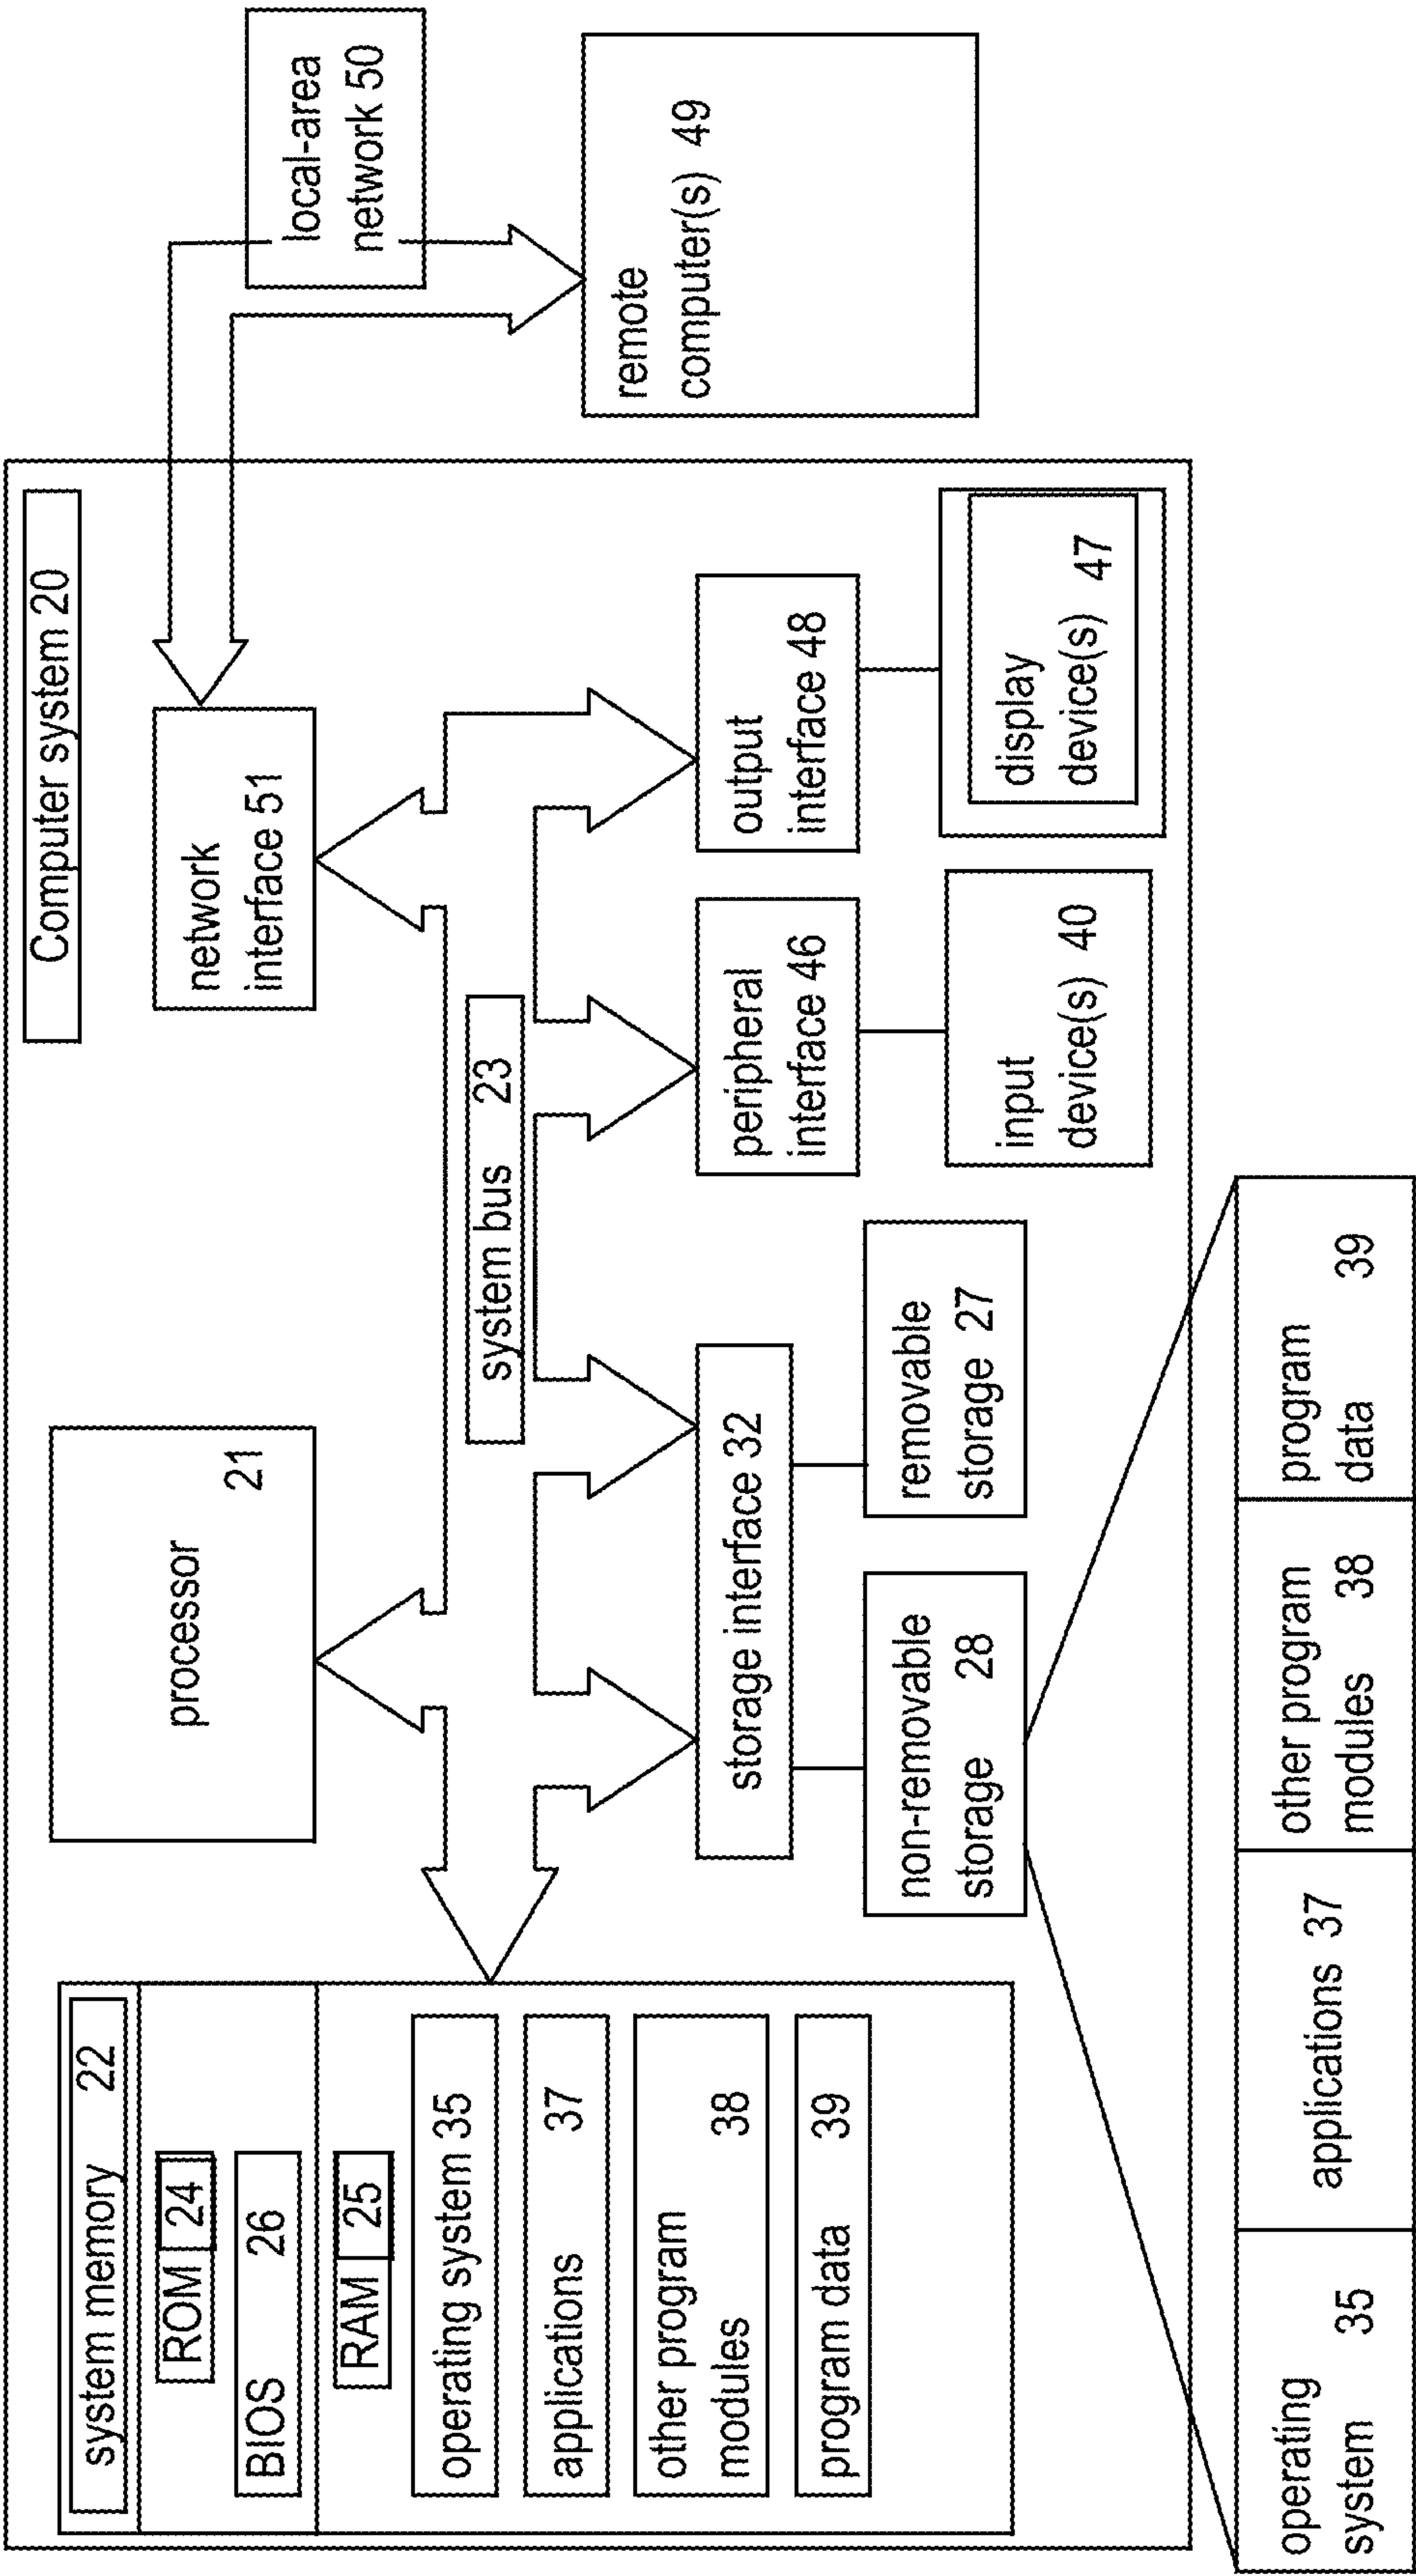 Computer system 20
system memory 22
ROM 24
BIOS 26
RAM 25
operating system 35
applications 37
other program
modules 38
program data 39
processor
21
network
interface 51
local-area
network 50
system bus 23
storage interface 32
peripheral
interface 46
output
interface 48
remote
computer(s) 49
non-removable
storage 28
removable
storage 27
input
device(s) 40
display
device(s) 47
operating
system 35
applications 37
other program
modules 38
program
data 39